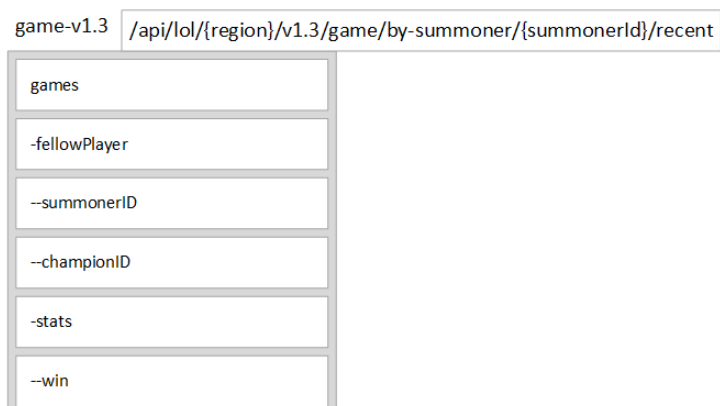 game-v1.3
/api/lol/{region}/v1.3/game/by-summoner/{summonerId}/recent
games
-fellowPlayer
--summonerID
--championID
-stats
--win